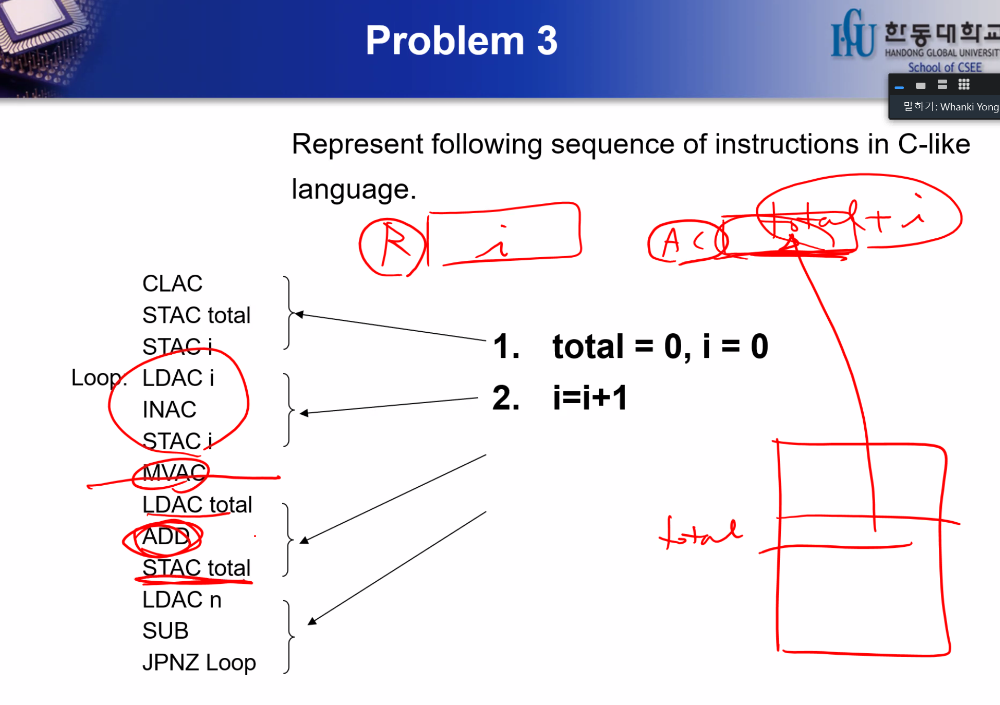 Problem 3
HGU 한동대학교
HANDONG GLOBAL UNIVERSIT
School of CSEE
말하기: Whanki Yong
Represent following sequence of instructions in C-like
language.
R i
AC total + i
CLAC
STAC total
STAC i
Loop: LDAC i
INAC
STAC i
MVAC
LDAC total
ADD
STAC total
LDAC n
SUB
JPNZ Loop
1. total = 0, i = 0
2. i=i+1
total